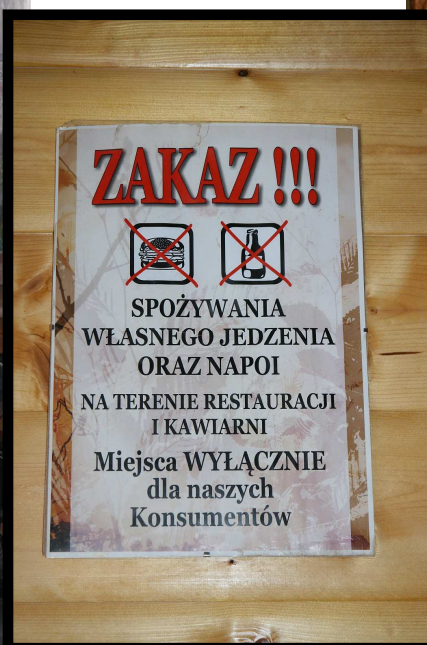 ZAKAZ !!!
SPOŻYWANIA
WŁASNEGO JEDZENIA
ORAZ NAPOI
NA TERENIE RESTAURACJI
I KAWIARNI
Miejsca WYŁĄCZNIE
dla naszych
Konsumentów